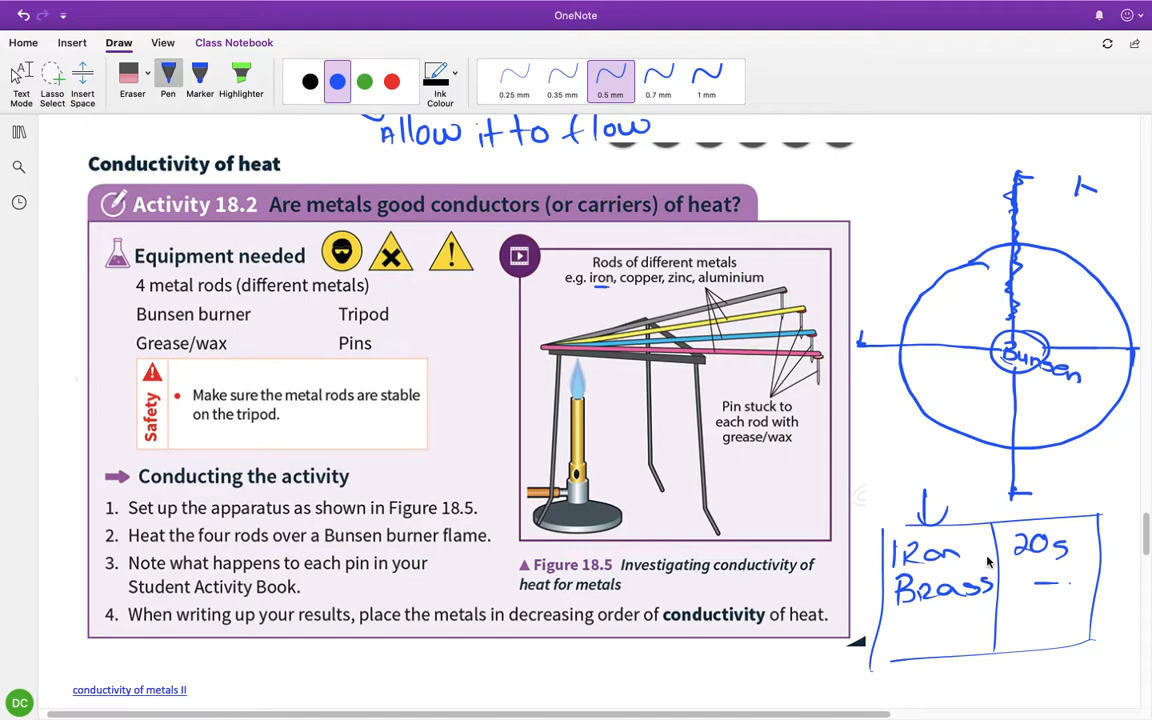 OneNote
Home Insert Draw View Class Notebook
Text Mode
Lasso Select
Insert Space
Eraser
Pen
Marker
Highlighter
Ink Colour
0.25 mm
0.35 mm
0.5 mm
0.7 mm
1 mm
Allow it to flow
Conductivity of heat
Activity 18.2 Are metals good conductors (or carriers) of heat?
Equipment needed
4 metal rods (different metals)
Bunsen burner Tripod
Grease/wax Pins
Safety
• Make sure the metal rods are stable
on the tripod.
Rods of different metals
e.g. iron, copper, zinc, aluminium
Pin stuck to
each rod with
grease/wax
Conducting the activity
1. Set up the apparatus as shown in Figure 18.5.
2. Heat the four rods over a Bunsen burner flame.
3. Note what happens to each pin in your
Student Activity Book.
4. When writing up your results, place the metals in decreasing order of conductivity of heat.
Figure 18.5 Investigating conductivity
of heat for metals
Bunsen
Iron 20s
Brass —
conductivity of metals II
DC